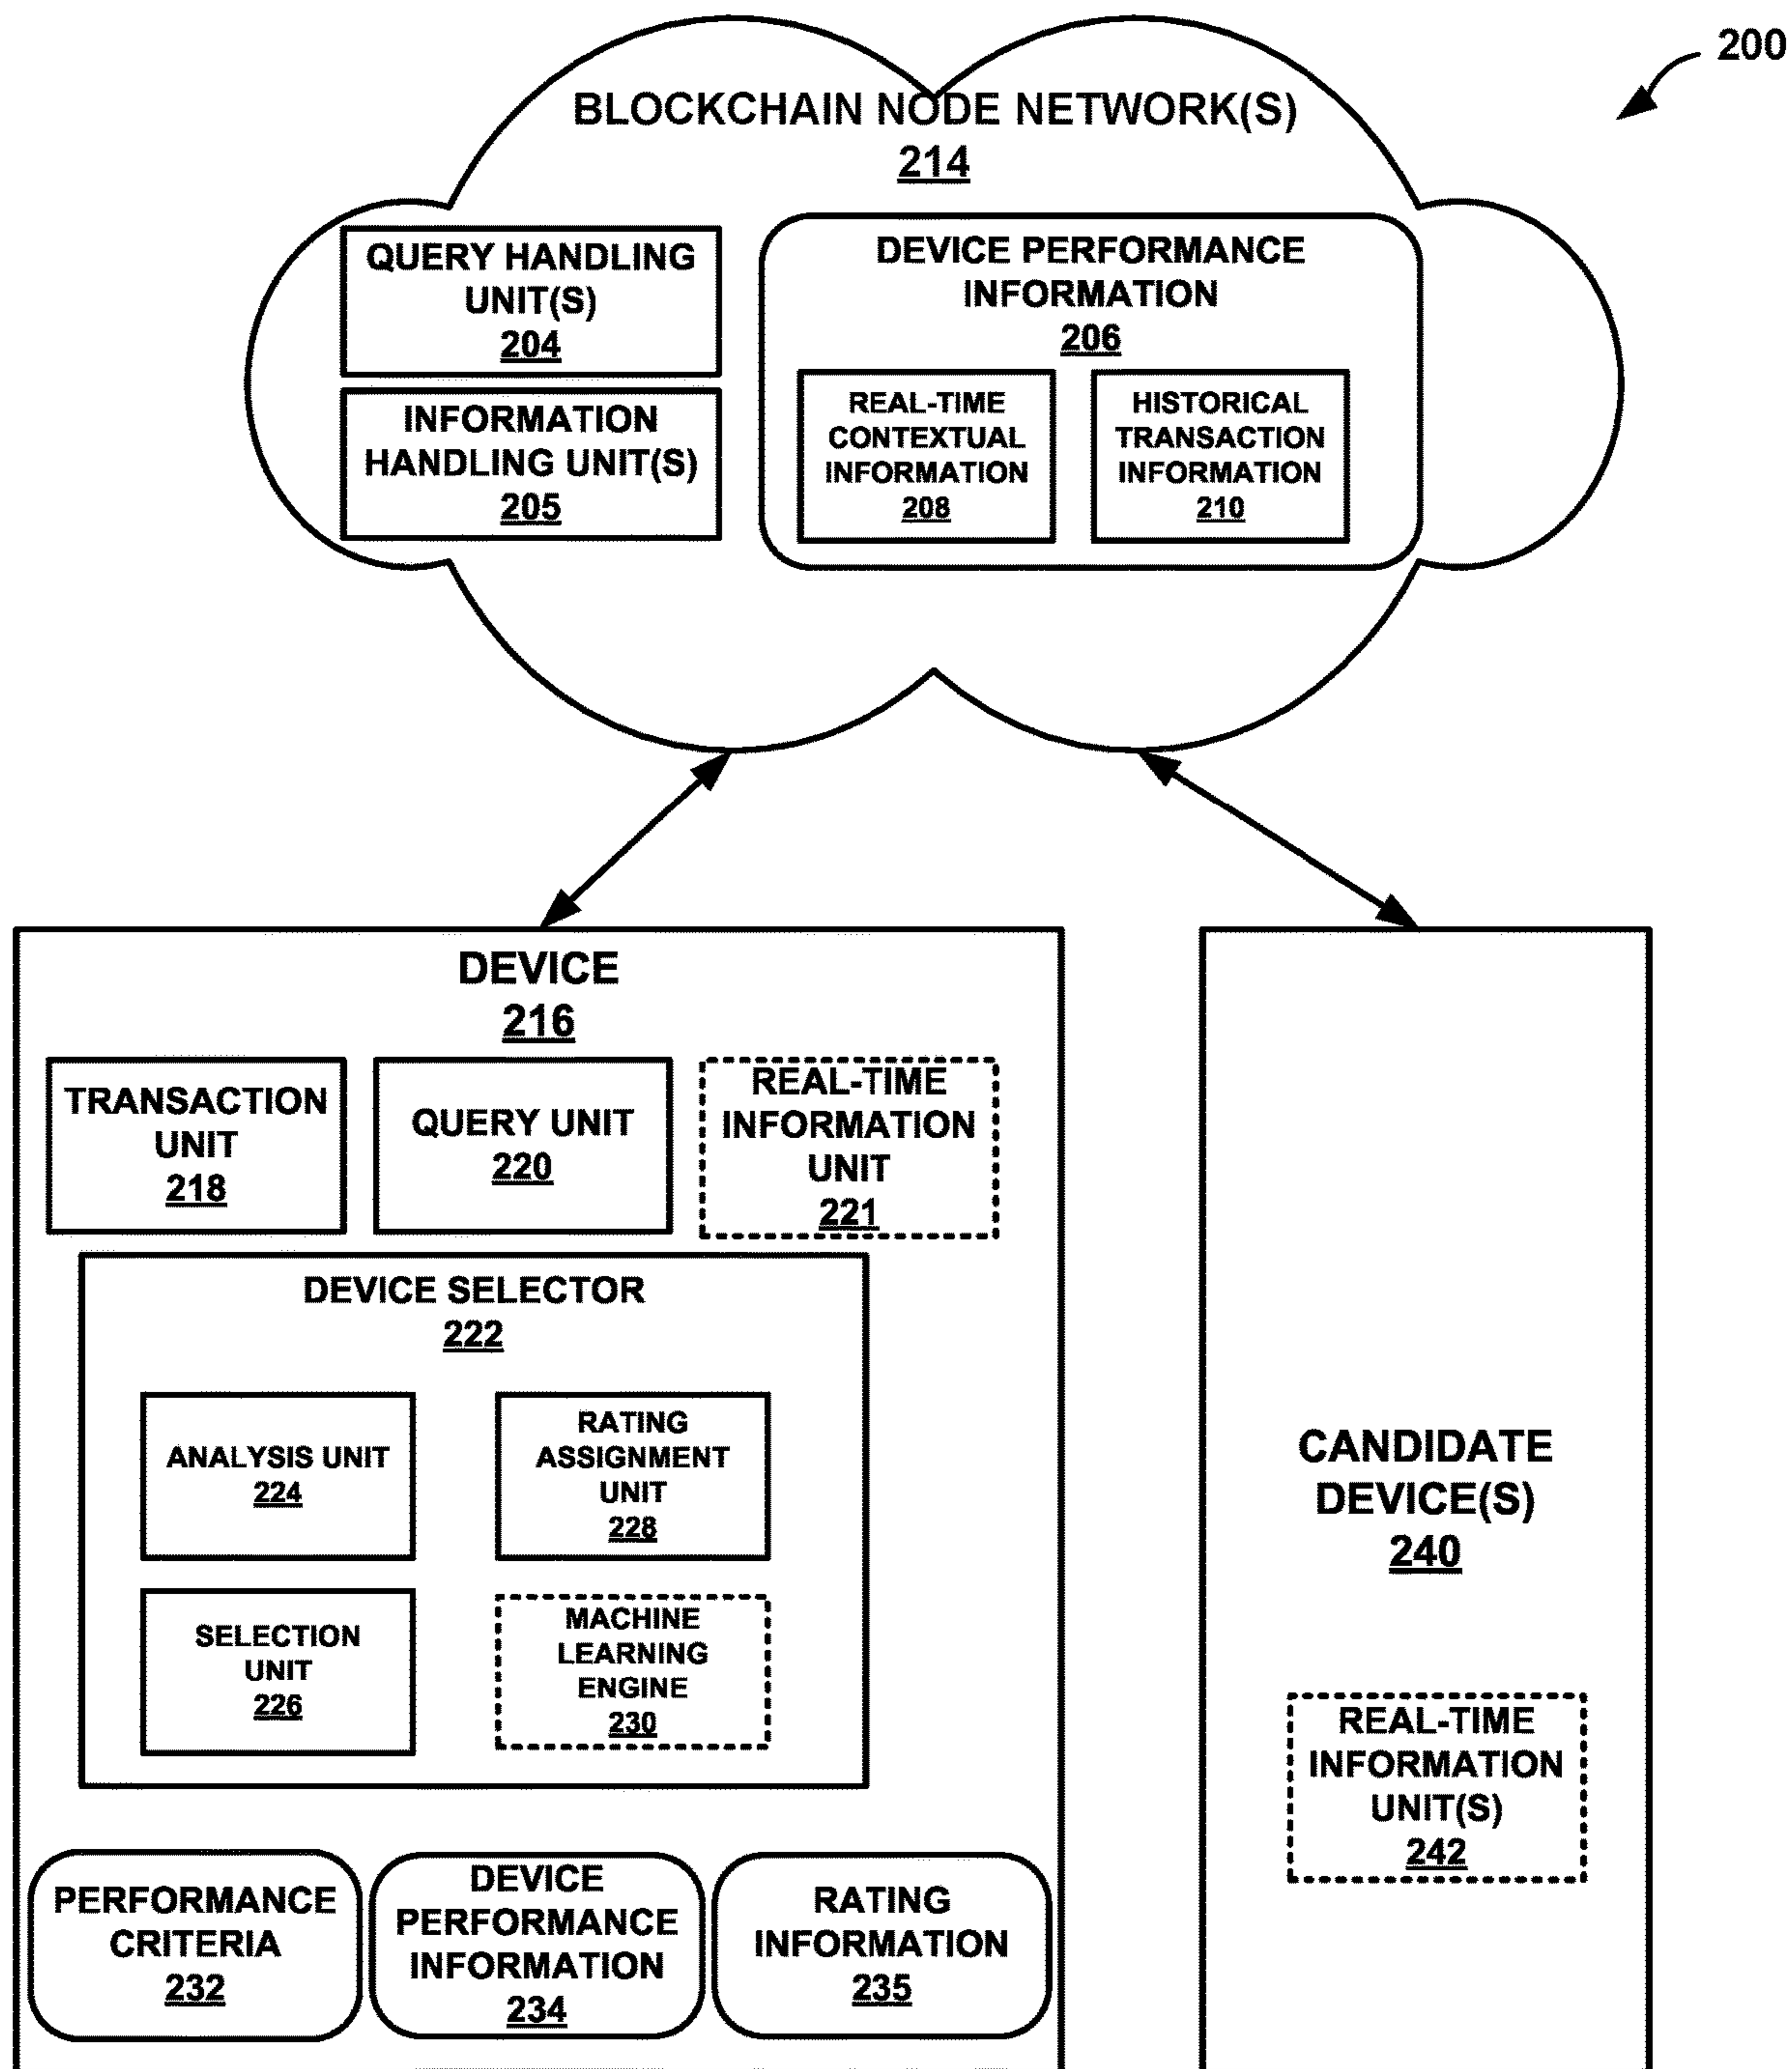 200
BLOCKCHAIN NODE NETWORK(S)
214
QUERY HANDLING
UNIT(S)
204
INFORMATION
HANDLING UNIT(S)
205
DEVICE PERFORMANCE
INFORMATION
206
REAL-TIME
CONTEXTUAL
INFORMATION
208
HISTORICAL
TRANSACTION
INFORMATION
210
DEVICE
216
TRANSACTION
UNIT
218
QUERY UNIT
220
REAL-TIME
INFORMATION
UNIT
221
DEVICE SELECTOR
222
ANALYSIS UNIT
224
RATING
ASSIGNMENT
UNIT
228
SELECTION
UNIT
226
MACHINE
LEARNING
ENGINE
230
PERFORMANCE
CRITERIA
232
DEVICE
PERFORMANCE
INFORMATION
234
RATING
INFORMATION
235
CANDIDATE
DEVICE(S)
240
REAL-TIME
INFORMATION
UNIT(S)
242